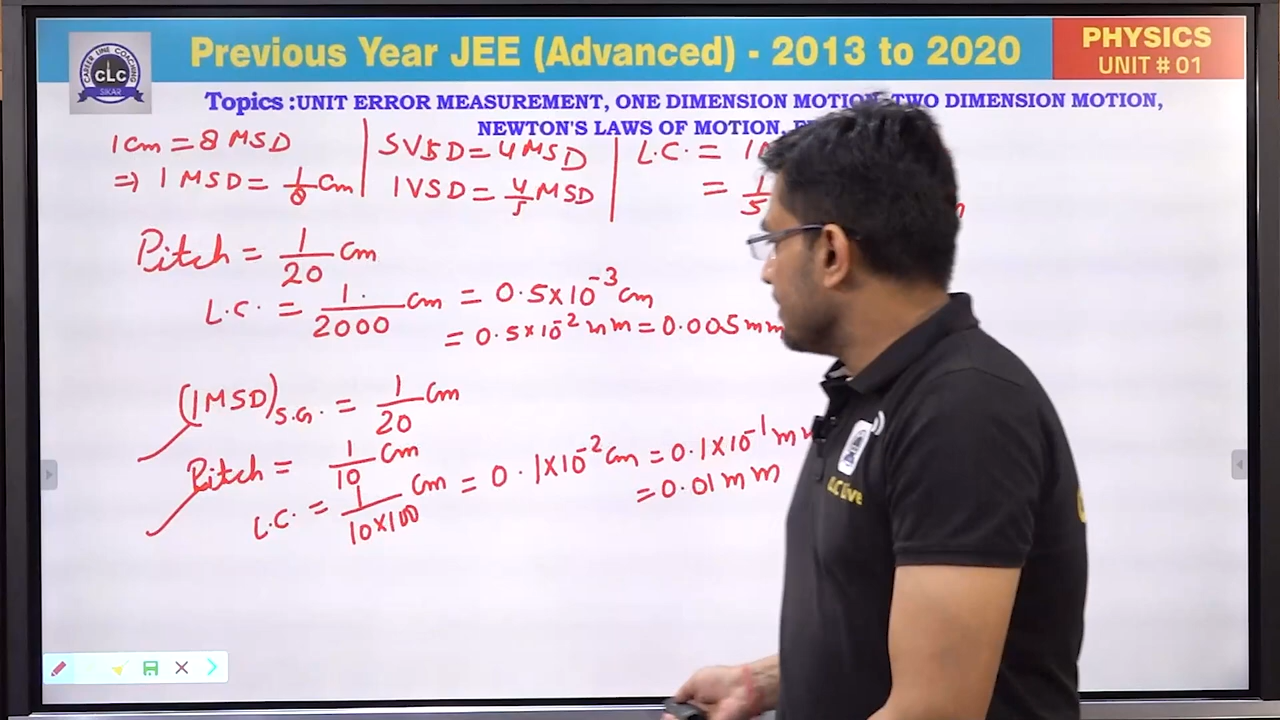 Previous Year JEE (Advanced) - 2013 to 2020
PHYSICS
UNIT # 01
CAREER LINE COACHING
CLC
SIKAR
Topics :UNIT ERROR MEASUREMENT, ONE DIMENSION MOTION, TWO DIMENSION MOTION,
NEWTON'S LAWS OF MOTION,
1cm = 8 MSD
⇒ 1 MSD = 1/8 cm
5VSD = 4MSD
1VSD = 4/5 MSD
L.C. =
=
Pitch = 1/20 cm
L.C. = 1/2000 cm = 0.5×10⁻³ cm
= 0.5×10⁻² mm = 0.005mm
(1MSD)S.G. = 1/20 cm
Pitch = 1/10 cm
L.C. = 1/10×100 cm = 0.1×10⁻² cm = 0.1×10⁻¹ mm
= 0.01 mm